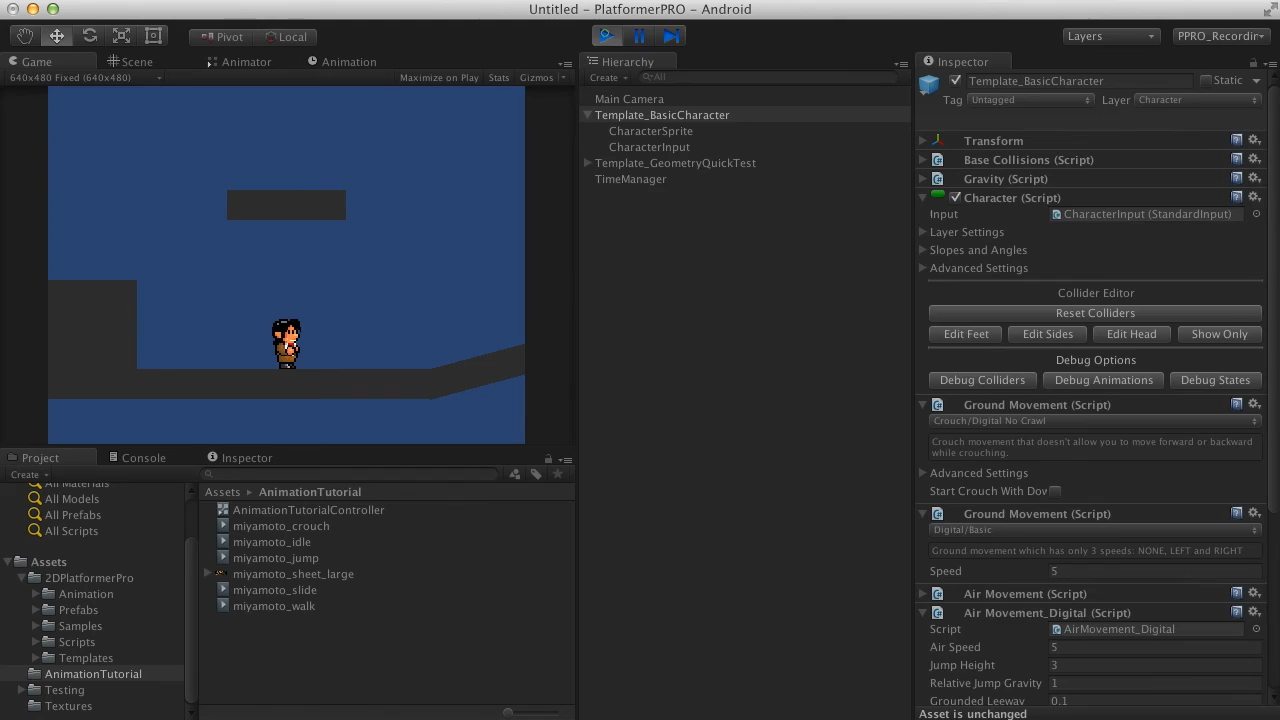 Untitled - PlatformerPRO - Android
Pivot Local Layers PPRO_Recordin
Game Scene Animator Animation
640x480 Fixed (640x480) Maximize on Play Stats Gizmos
Hierarchy
Create All
Main Camera
Template_BasicCharacter
CharacterSprite
CharacterInput
Template_GeometryQuickTest
TimeManager
Inspector
Template_BasicCharacter Static
Tag Untagged Layer Character
Transform
Base Collisions (Script)
Gravity (Script)
Character (Script)
Input CharacterInput (StandardInput)
Layer Settings
Slopes and Angles
Advanced Settings
Collider Editor
Reset Colliders
Edit Feet Edit Sides Edit Head Show Only
Debug Options
Debug Colliders Debug Animations Debug States
Ground Movement (Script)
Crouch/Digital No Crawl
Crouch movement that doesn't allow you to move forward or backward
while crouching.
Advanced Settings
Start Crouch With Dov
Ground Movement (Script)
Digital/Basic
Ground movement which has only 3 speeds: NONE, LEFT and RIGHT
Speed 5
Air Movement (Script)
Air Movement_Digital (Script)
Script AirMovement_Digital
Air Speed 5
Jump Height 3
Relative Jump Gravity 1
Grounded Leeway 0.1
Asset is unchanged
Project Console Inspector
Create
All Materials
All Models
All Prefabs
All Scripts
Assets
2DPlatformerPro
Animation
Prefabs
Samples
Scripts
Templates
AnimationTutorial
Testing
Textures
Assets AnimationTutorial
AnimationTutorialController
miyamoto_crouch
miyamoto_idle
miyamoto_jump
miyamoto_sheet_large
miyamoto_slide
miyamoto_walk